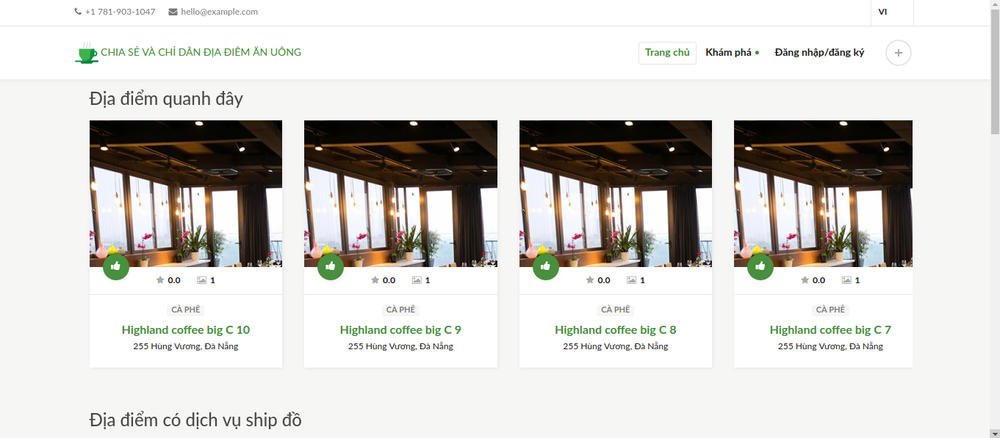 +1 781-903-1047 hello@example.com VI
CHIA SẺ VÀ CHỈ DẪN ĐỊA ĐIỂM ĂN UỐNG Trang chủ Khám phá Đăng nhập/đăng ký
Địa điểm quanh đây
0.0 1 0.0 1 0.0 1 0.0 1
CÀ PHÊ CÀ PHÊ CÀ PHÊ CÀ PHÊ
Highland coffee big C 10 Highland coffee big C 9 Highland coffee big C 8 Highland coffee big C 7
255 Hùng Vương, Đà Nẵng 255 Hùng Vương, Đà Nẵng 255 Hùng Vương, Đà Nẵng 255 Hùng Vương, Đà Nẵng
Địa điểm có dịch vụ ship đồ